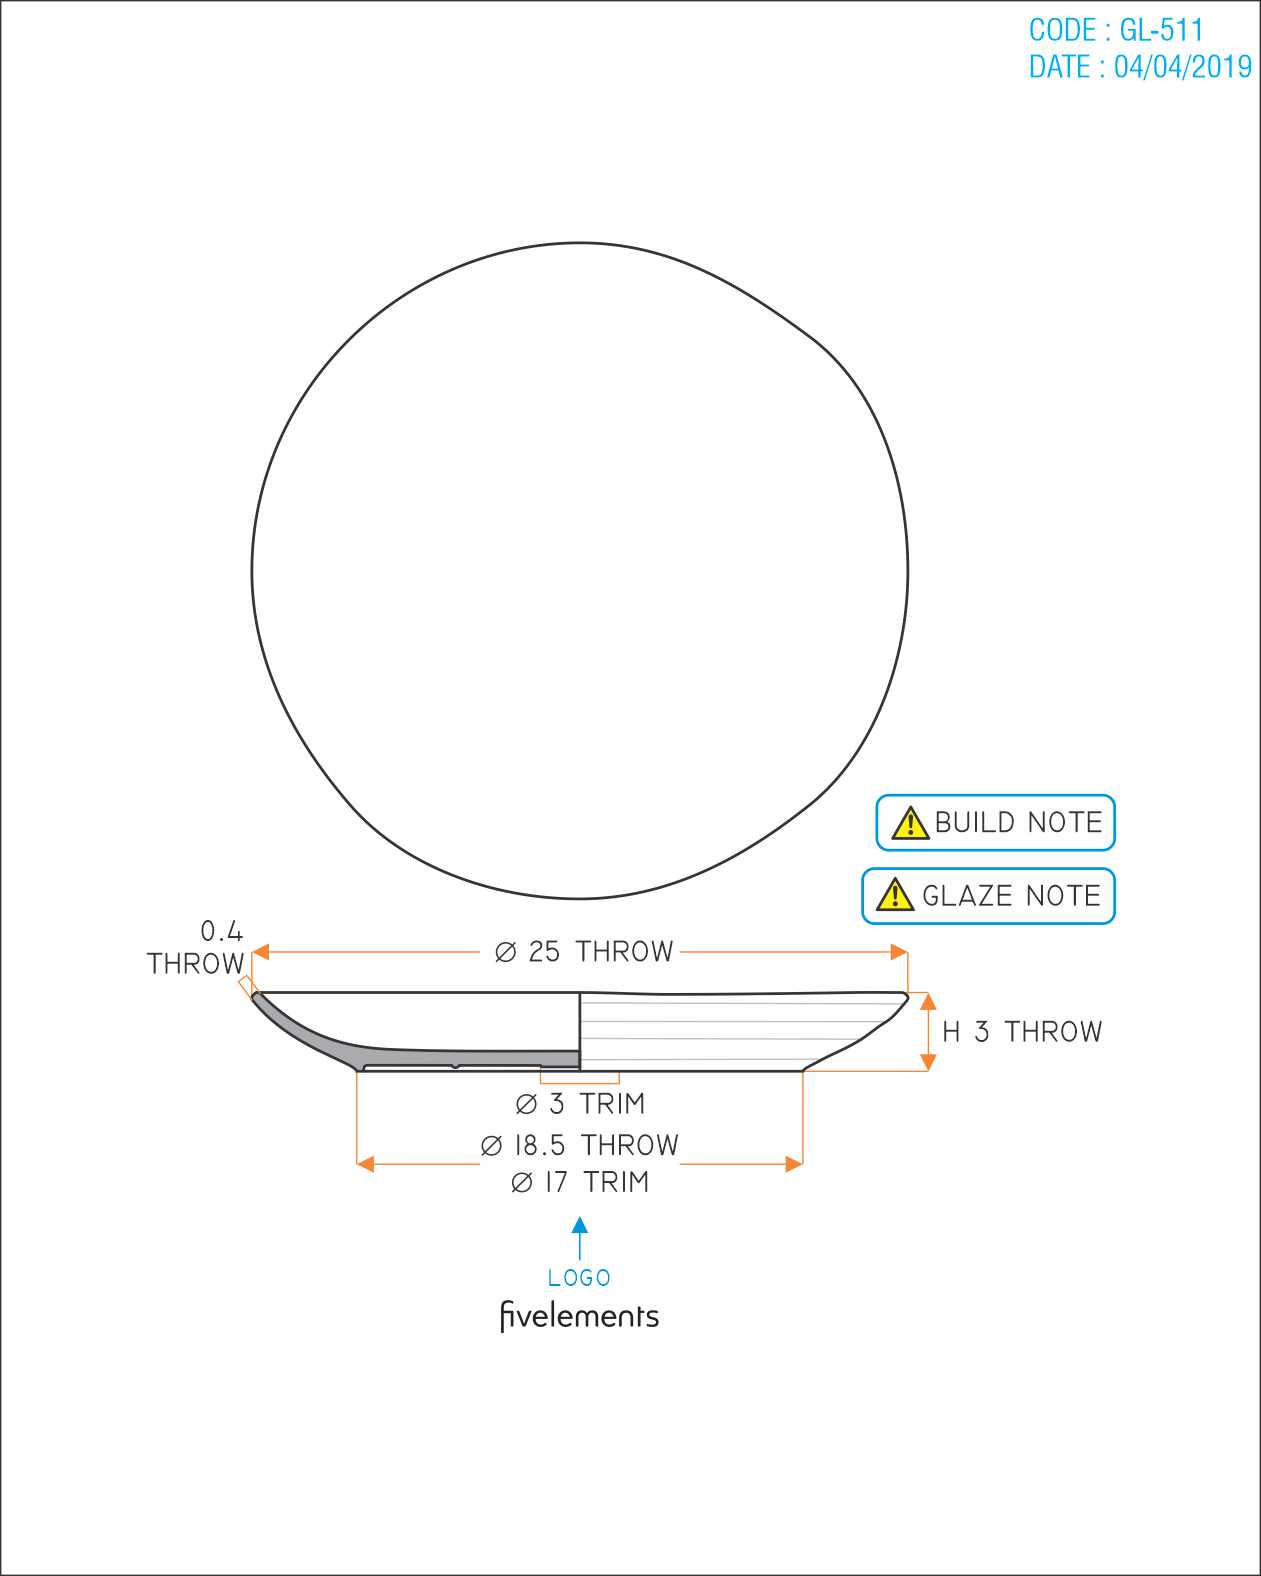 CODE : GL-511
DATE : 04/04/2019
BUILD NOTE
GLAZE NOTE
0.4
THROW
Ø 25 THROW
H 3 THROW
Ø 3 TRIM
Ø 18.5 THROW
Ø 17 TRIM
LOGO
fivelements